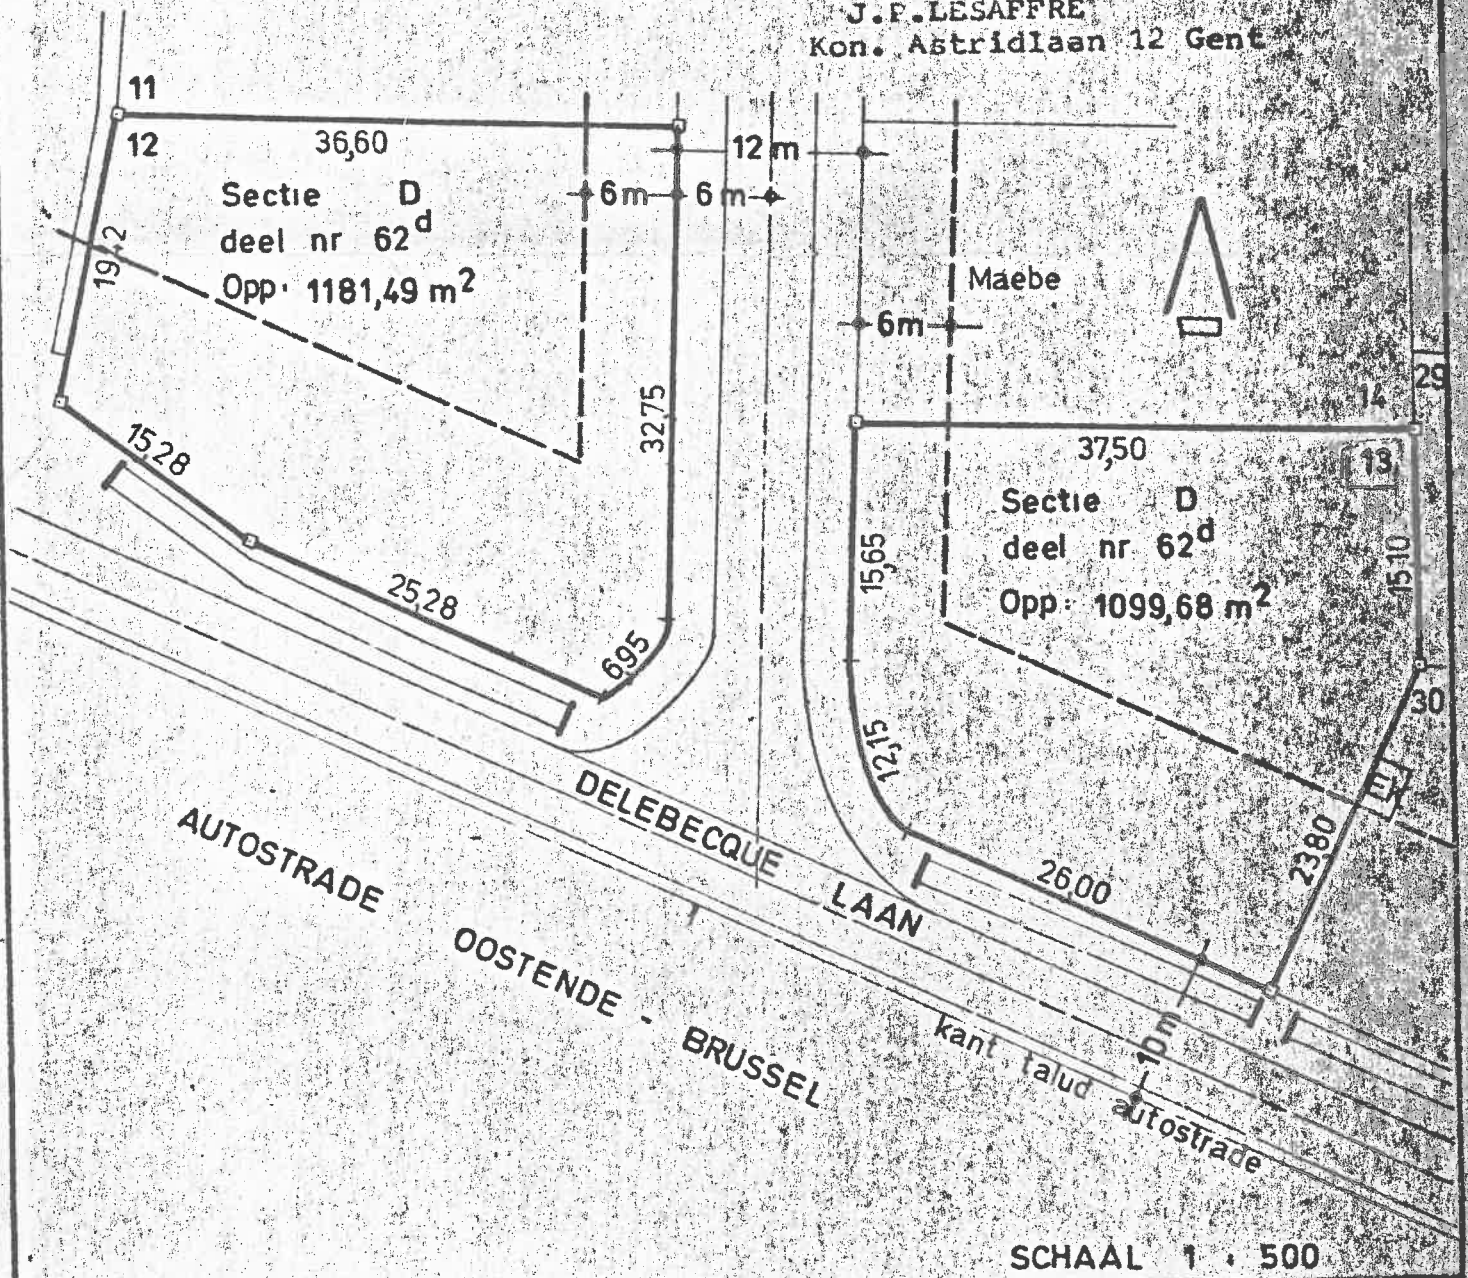 J.P.LESAFFRE
Kon. Astridlaan 12 Gent
11
12
36,60
12 m
Sectie D
deel nr 62d
Opp. 1181,49 m2
6m
6 m
19,2
Maebe
6m
29
14
32,75
15,28
37,50
13
Sectie D
deel nr 62d
Opp: 1099,68 m2
15,65
15,10
25,28
6,95
30
12,15
EK
DELEBECQUE LAAN
23,80
26,00
AUTOSTRADE OOSTENDE - BRUSSEL
10m
kant talud autostrade
SCHAAL 1 : 500